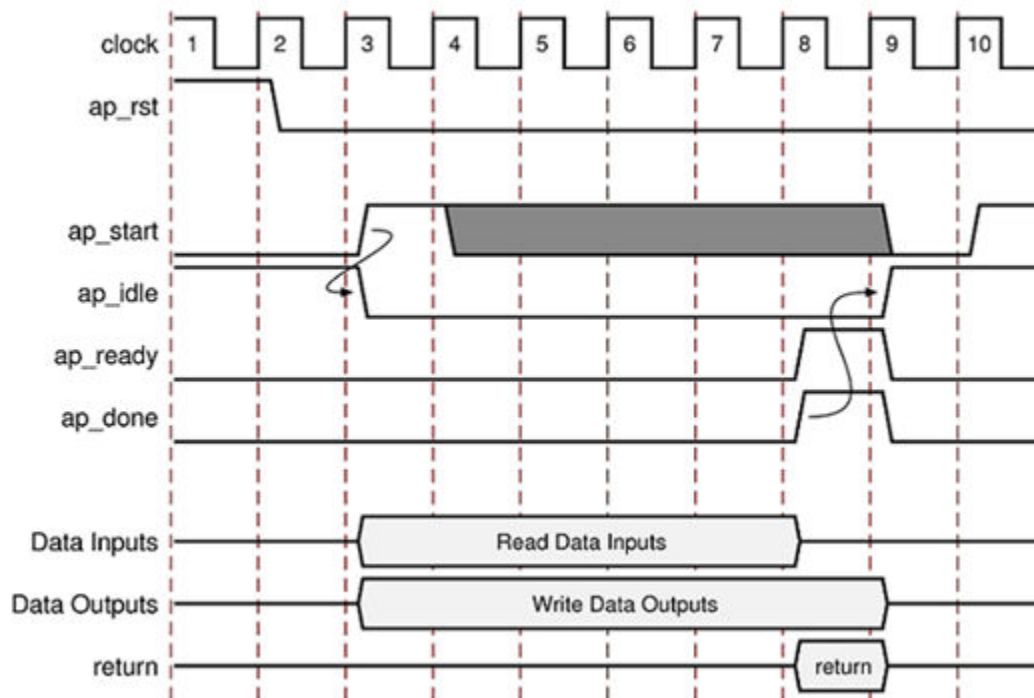 clock 1 2 3 4 5 6 7 8 9 10
ap_rst
ap_start
ap_idle
ap_ready
ap_done
Data Inputs Read Data Inputs
Data Outputs Write Data Outputs
return return